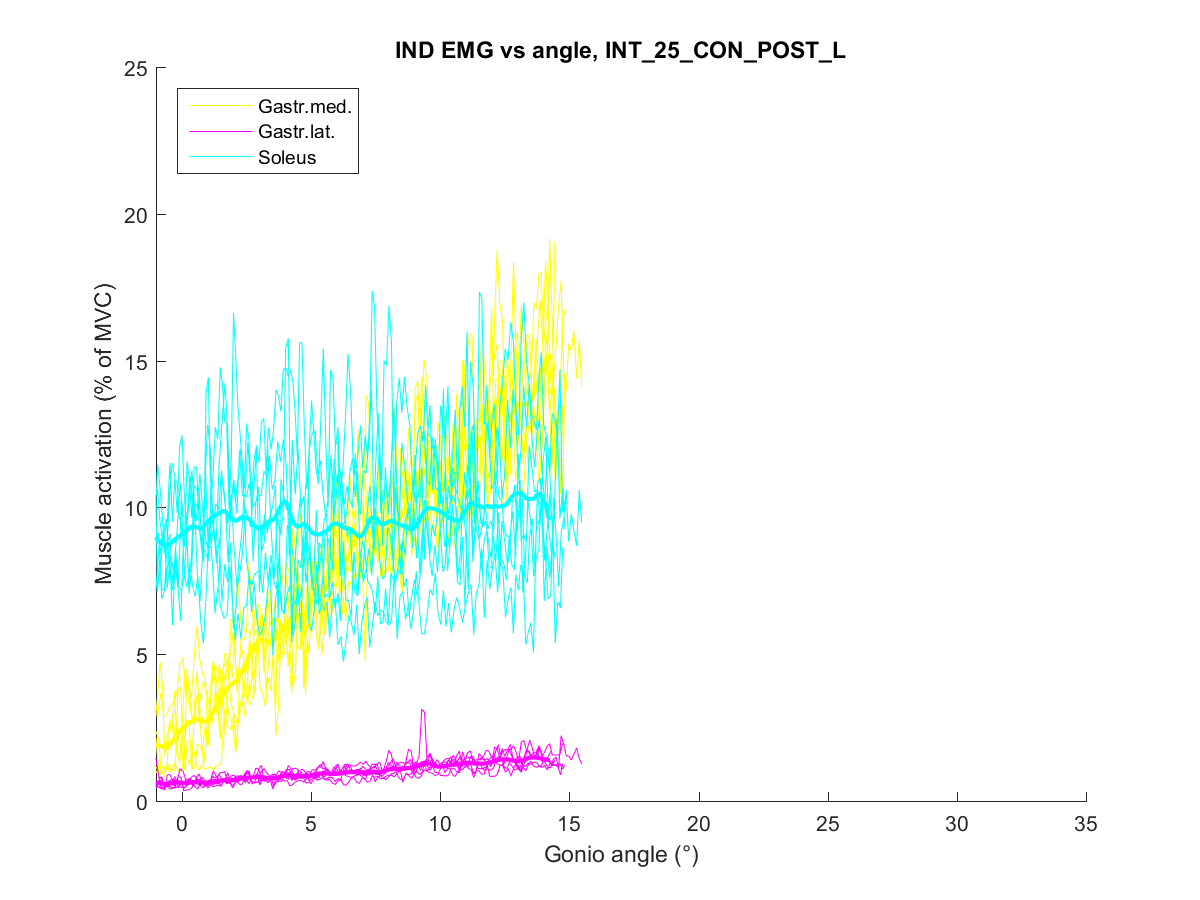 IND EMG vs angle, INT_25_CON_POST_L
25
20
15
10
5
0
Muscle activation (% of MVC)
Gastr.med.
Gastr.lat.
Soleus
0 5 10 15 20 25 30 35
Gonio angle (°)